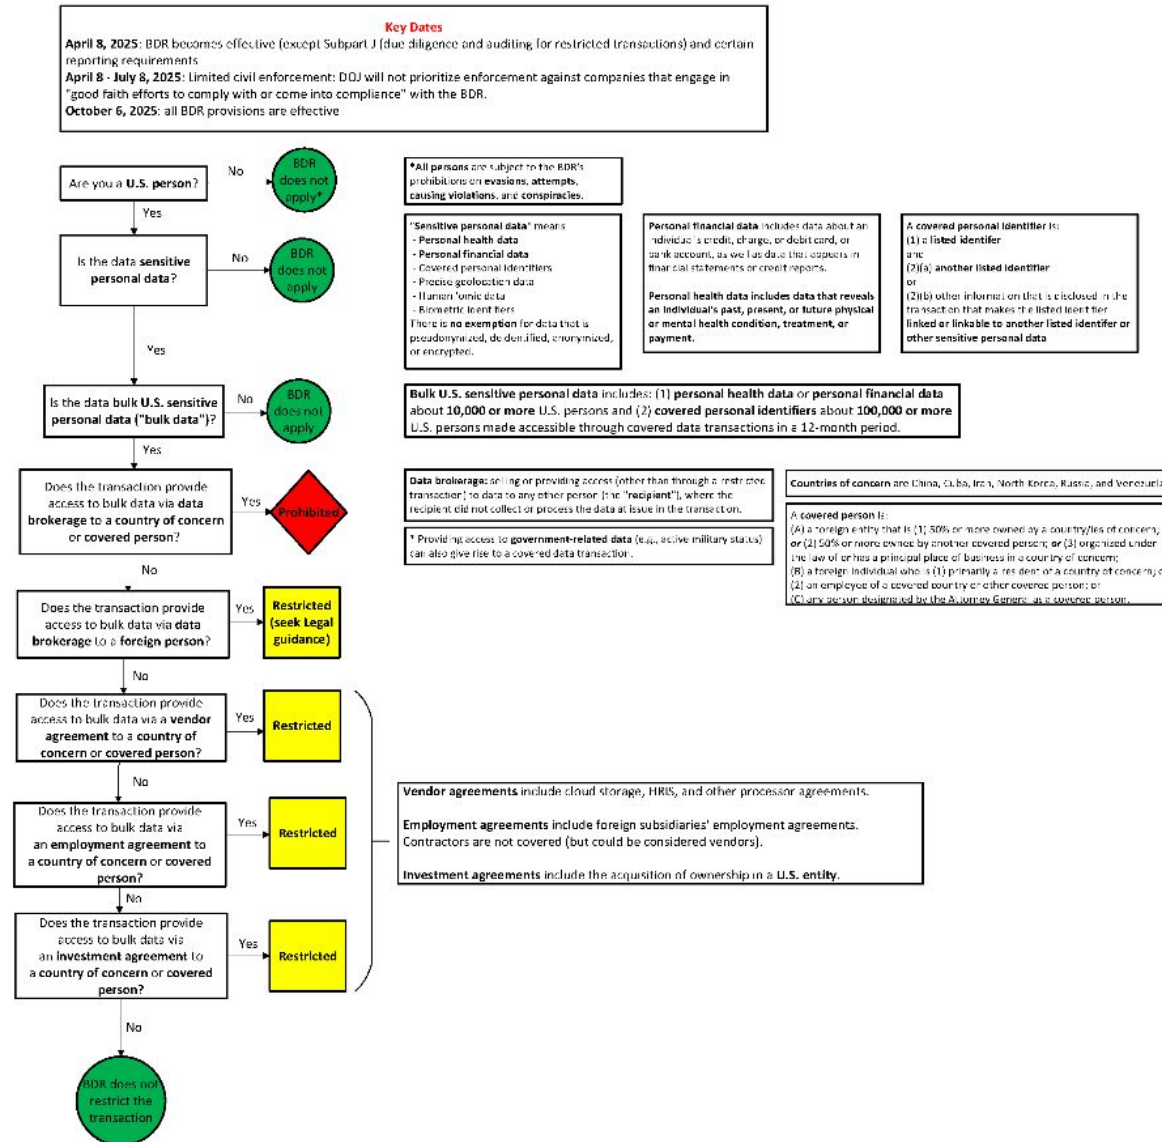 Key Dates
April 8, 2025: BDR becomes effective (except Subpart J (due diligence and auditing for restricted transactions) and certain
reporting requirements
April 8 - July 8, 2025: Limited civil enforcement: DOJ will not prioritize enforcement against companies that engage in
"good faith efforts to comply with or come into compliance" with the BDR.
October 6, 2025: all BDR provisions are effective
Are you a U.S. person?
No
BDR
does not
apply*
*All persons are subject to the BDR's
prohibitions on evasions, attempts,
causing violations, and conspiracies.
Yes
Is the data sensitive
personal data?
No
BDR
does not
apply
"Sensitive personal data" means
- Personal health data
- Personal financial data
- Covered personal identifiers
- Precise geolocation data
- Human 'omic data
- Biometric identifiers
There is no exemption for data that is
pseudonymized, de-identified, anonymized,
or encrypted.
Personal financial data includes data about an
individual's credit, charge, or debit card, or
bank account, as well as data that appears in
financial statements or credit reports.
Personal health data includes data that reveals
an individual's past, present, or future physical
or mental health condition, treatment, or
payment.
A covered personal identifier is:
(1) a listed identifer
and
(2)(a) another listed identifier
or
(2)(b) other information that is disclosed in the
transaction that makes the listed identifier
linked or linkable to another listed identifer or
other sensitive personal data
Yes
Is the data bulk U.S. sensitive
personal data ("bulk data")?
No
BDR
does not
apply
Bulk U.S. sensitive personal data includes: (1) personal health data or personal financial data
about 10,000 or more U.S. persons and (2) covered personal identifiers about 100,000 or more
U.S. persons made accessible through covered data transactions in a 12-month period.
Yes
Does the transaction provide
access to bulk data via data
brokerage to a country of concern
or covered person?
Yes
Prohibited
Data brokerage: selling or providing access (other than through a restricted
transaction) to data to any other person (the "recipient"), where the
recipient did not collect or process the data at issue in the transaction.
* Providing access to government-related data (e.g., active military status)
can also give rise to a covered data transaction.
Countries of concern are China, Cuba, Iran, North Korea, Russia, and Venezuela
A covered person is:
(A) a foreign entity that is (1) 50% or more owned by a country/ies of concern;
or (2) 50% or more owned by another covered person; or (3) organized under
the law of or has a principal place of business in a country of concern;
(B) a foreign individual who is (1) primarily a resident of a country of concern;
(2) an employee of a covered country or other covered person; or
(C) any person designated by the Attorney General as a covered person.
No
Does the transaction provide
access to bulk data via data
brokerage to a foreign person?
Yes
Restricted
(seek Legal
guidance)
No
Does the transaction provide
access to bulk data via a vendor
agreement to a country of
concern or covered person?
Yes
Restricted
No
Does the transaction provide
access to bulk data via
an employment agreement to
a country of concern or covered
person?
Yes
Restricted
Vendor agreements include cloud storage, HRIS, and other processor agreements.
Employment agreements include foreign subsidiaries' employment agreements.
Contractors are not covered (but could be considered vendors).
Investment agreements include the acquisition of ownership in a U.S. entity.
No
Does the transaction provide
access to bulk data via
an investment agreement to
a country of concern or covered
person?
Yes
Restricted
No
BDR does not
restrict the
transaction